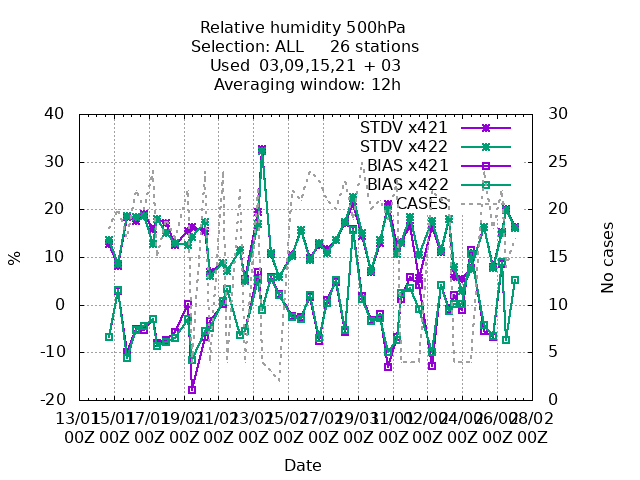 Relative humidity 500hPa
Selection: ALL 26 stations
Used 03,09,15,21 + 03
Averaging window: 12h
STDV x421
STDV x422
BIAS x421
BIAS x422
CASES
40
30
20
10
0
-10
-20
%
30
25
20
15
10
5
0
No cases
13/01 15/01 17/01 19/01 21/01 23/01 25/01 27/01 29/01 31/01 02/02 04/02 06/02 08/02
00Z 00Z 00Z 00Z 00Z 00Z 00Z 00Z 00Z 00Z 00Z 00Z 00Z 00Z
Date